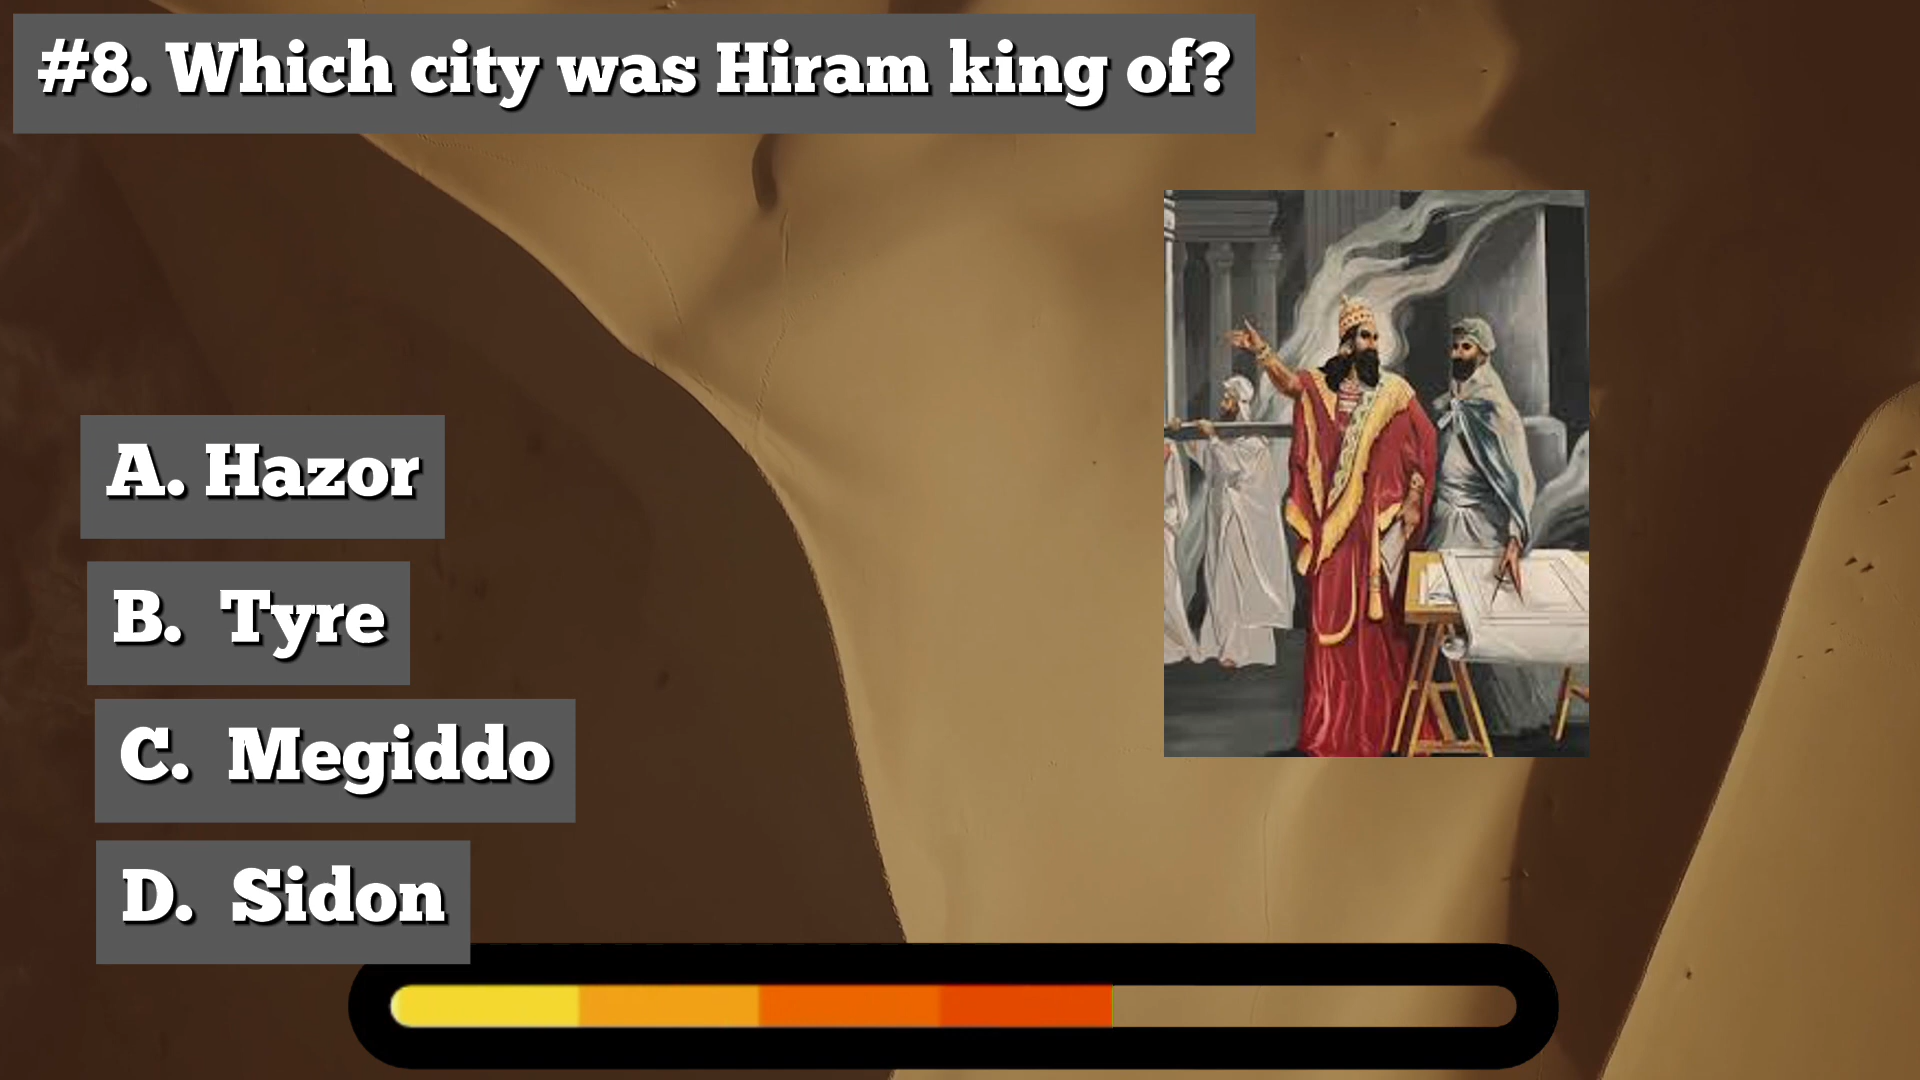 #8. Which city was Hiram king of?
A. Hazor
B. Tyre
C. Megiddo
D. Sidon